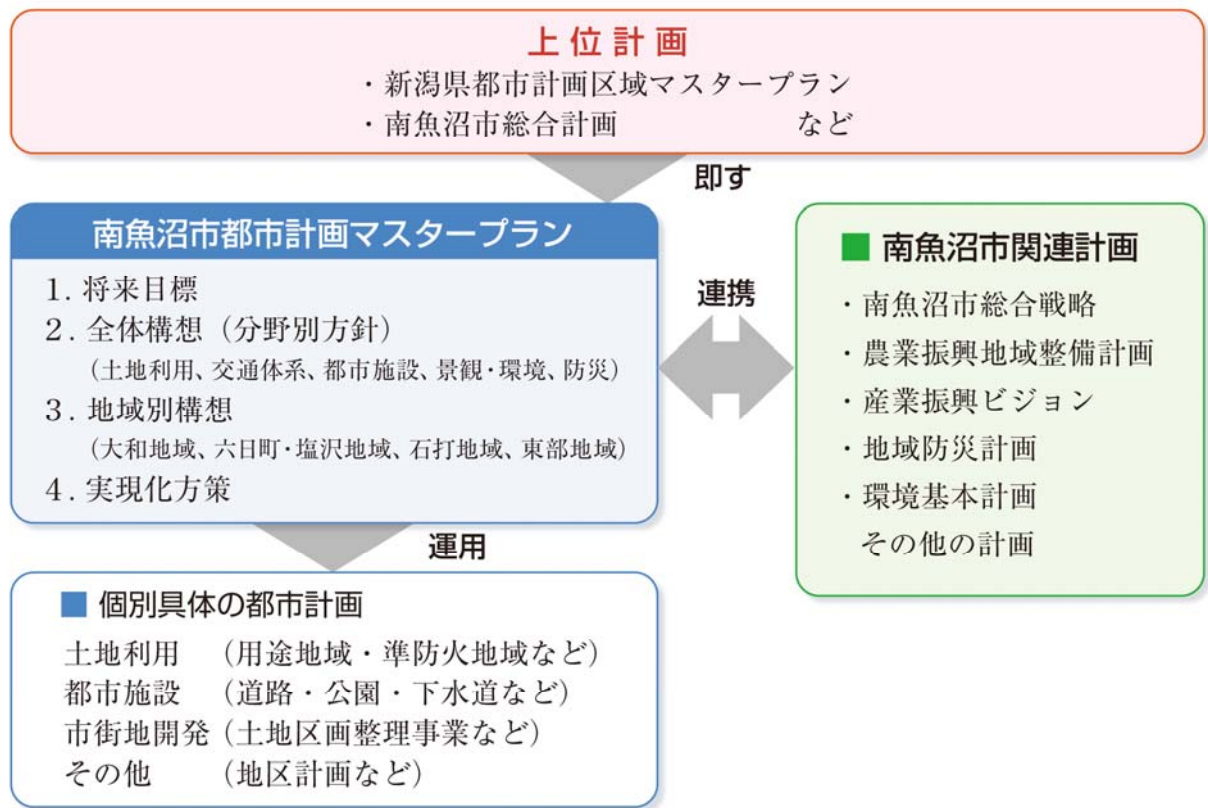 上位計画
・新潟県都市計画区域マスタープラン
・南魚沼市総合計画 など
即す
南魚沼市都市計画マスタープラン
1. 将来目標
2. 全体構想（分野別方針）
（土地利用、交通体系、都市施設、景観・環境、防災）
3. 地域別構想
（大和地域、六日町・塩沢地域、石打地域、東部地域）
4. 実現化方策
連携
■ 南魚沼市関連計画
・南魚沼市総合戦略
・農業振興地域整備計画
・産業振興ビジョン
・地域防災計画
・環境基本計画
その他の計画
運用
■ 個別具体の都市計画
土地利用 （用途地域・準防火地域など）
都市施設 （道路・公園・下水道など）
市街地開発（土地区画整理事業など）
その他 （地区計画など）